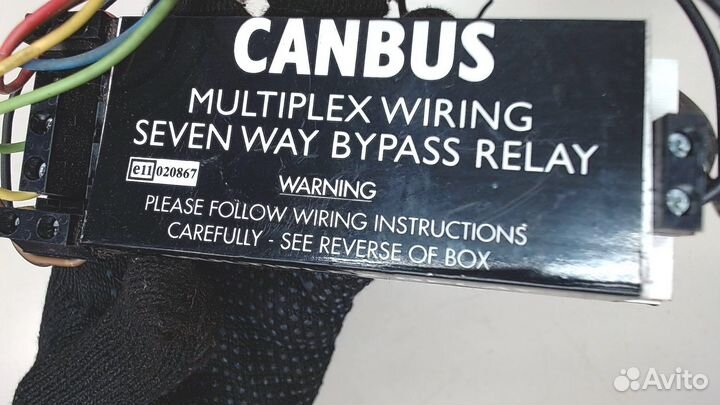 CANBUS
MULTIPLEX WIRING
SEVEN WAY BYPASS RELAY
e11 020867
WARNING
PLEASE FOLLOW WIRING INSTRUCTIONS
CAREFULLY - SEE REVERSE OF BOX
Avito